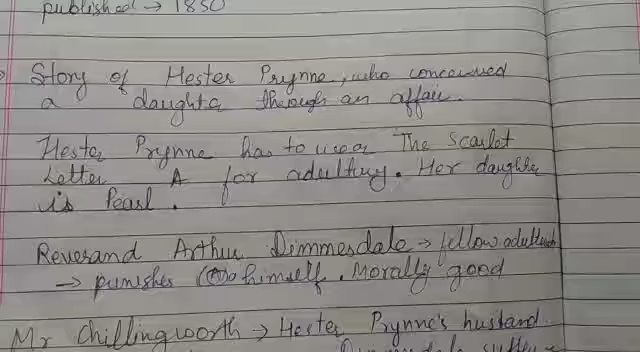 published → 1850
Story of Hester Prynne, who conceived
a daughter through an affair.
Hester Prynne has to wear The Scarlet
Letter A for adultery. Her daughter
is Pearl.
Reverand Arthur Dimmesdale → fellow
→ punishes himself. Morally good
Mr Chillingworth → Hester Prynne's husband.
Dimmesdale